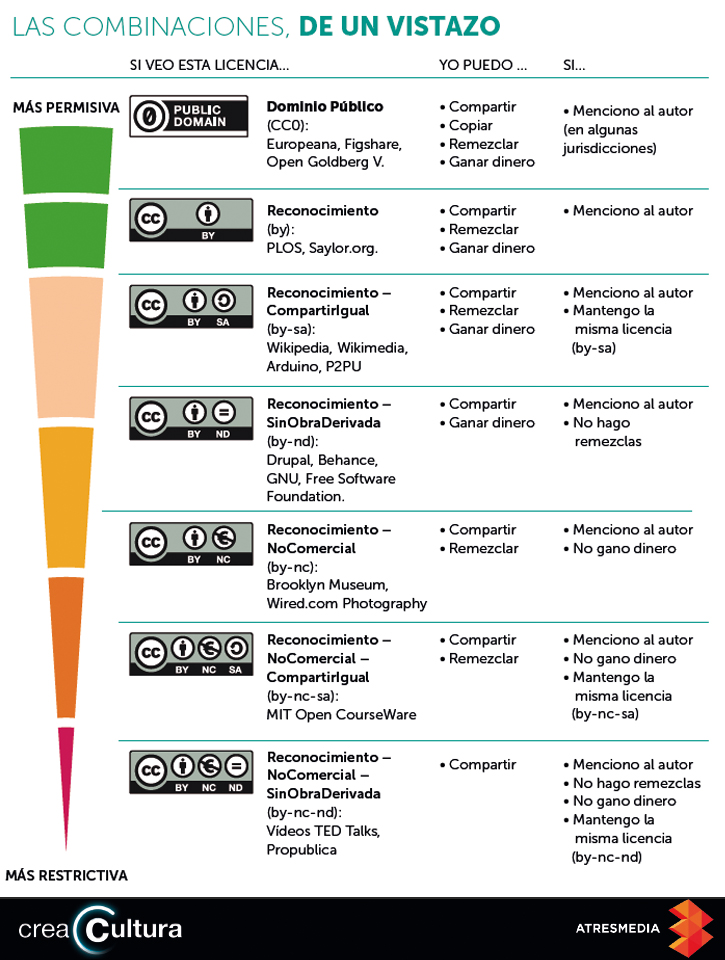 LAS COMBINACIONES, DE UN VISTAZO
SI VEO ESTA LICENCIA...
YO PUEDO ...
SI...
MÁS PERMISIVA
0 PUBLIC
DOMAIN
Dominio Público
(CC0):
Europeana, Figshare,
Open Goldberg V.
• Compartir
• Copiar
• Remezclar
• Ganar dinero
• Menciono al autor
(en algunas
jurisdicciones)
cc
BY
Reconocimiento
(by):
PLOS, Saylor.org.
• Compartir
• Remezclar
• Ganar dinero
• Menciono al autor
cc
BY SA
Reconocimiento –
CompartirIgual
(by-sa):
Wikipedia, Wikimedia,
Arduino, P2PU
• Compartir
• Remezclar
• Ganar dinero
• Menciono al autor
• Mantengo la
misma licencia
(by-sa)
cc
BY ND
Reconocimiento –
SinObraDerivada
(by-nd):
Drupal, Behance,
GNU, Free Software
Foundation.
• Compartir
• Ganar dinero
• Menciono al autor
• No hago
remezclas
cc
BY NC
Reconocimiento –
NoComercial
(by-nc):
Brooklyn Museum,
Wired.com Photography
• Compartir
• Remezclar
• Menciono al autor
• No gano dinero
cc
BY NC SA
Reconocimiento –
NoComercial –
CompartirIgual
(by-nc-sa):
MIT Open CourseWare
• Compartir
• Remezclar
• Menciono al autor
• No gano dinero
• Mantengo la
misma licencia
(by-nc-sa)
cc
BY NC ND
Reconocimiento –
NoComercial –
SinObraDerivada
(by-nc-nd):
Vídeos TED Talks,
Propublica
• Compartir
• Menciono al autor
• No hago remezclas
• No gano dinero
• Mantengo la
misma licencia
(by-nc-nd)
MÁS RESTRICTIVA
crea Cultura
ATRESMEDIA